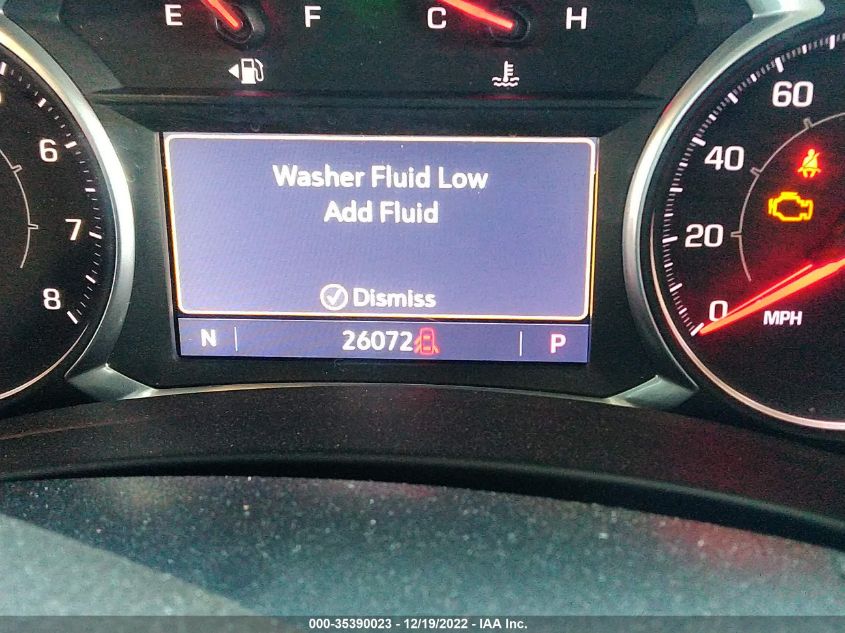 E F C H
60
40
20
0
MPH
6
7
8
Washer Fluid Low
Add Fluid
Dismiss
N 26072 P
000-35390023 - 12/19/2022 - IAA Inc.